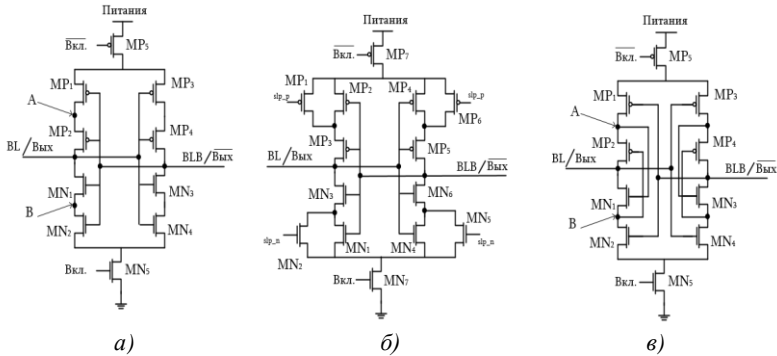 Питания
Вкл.
MP5
MP1
MP3
A
MP2
MP4
BL/Вых
BLB/Вых
MN1
MN3
B
MN2
MN4
Вкл.
MN5
а)
Питания
Вкл.
MP7
MP1
MP2
MP4
slp_p
slp_p
MP6
MP3
MP5
BL/Вых
BLB/Вых
MN3
MN6
MN5
slp_n
MN1
MN4
slp_n
MN2
Вкл.
MN7
б)
Питания
Вкл.
MP5
MP1
MP3
A
MP2
MP4
BL/Вых
BLB/Вых
MN1
MN3
B
MN2
MN4
Вкл.
MN5
в)